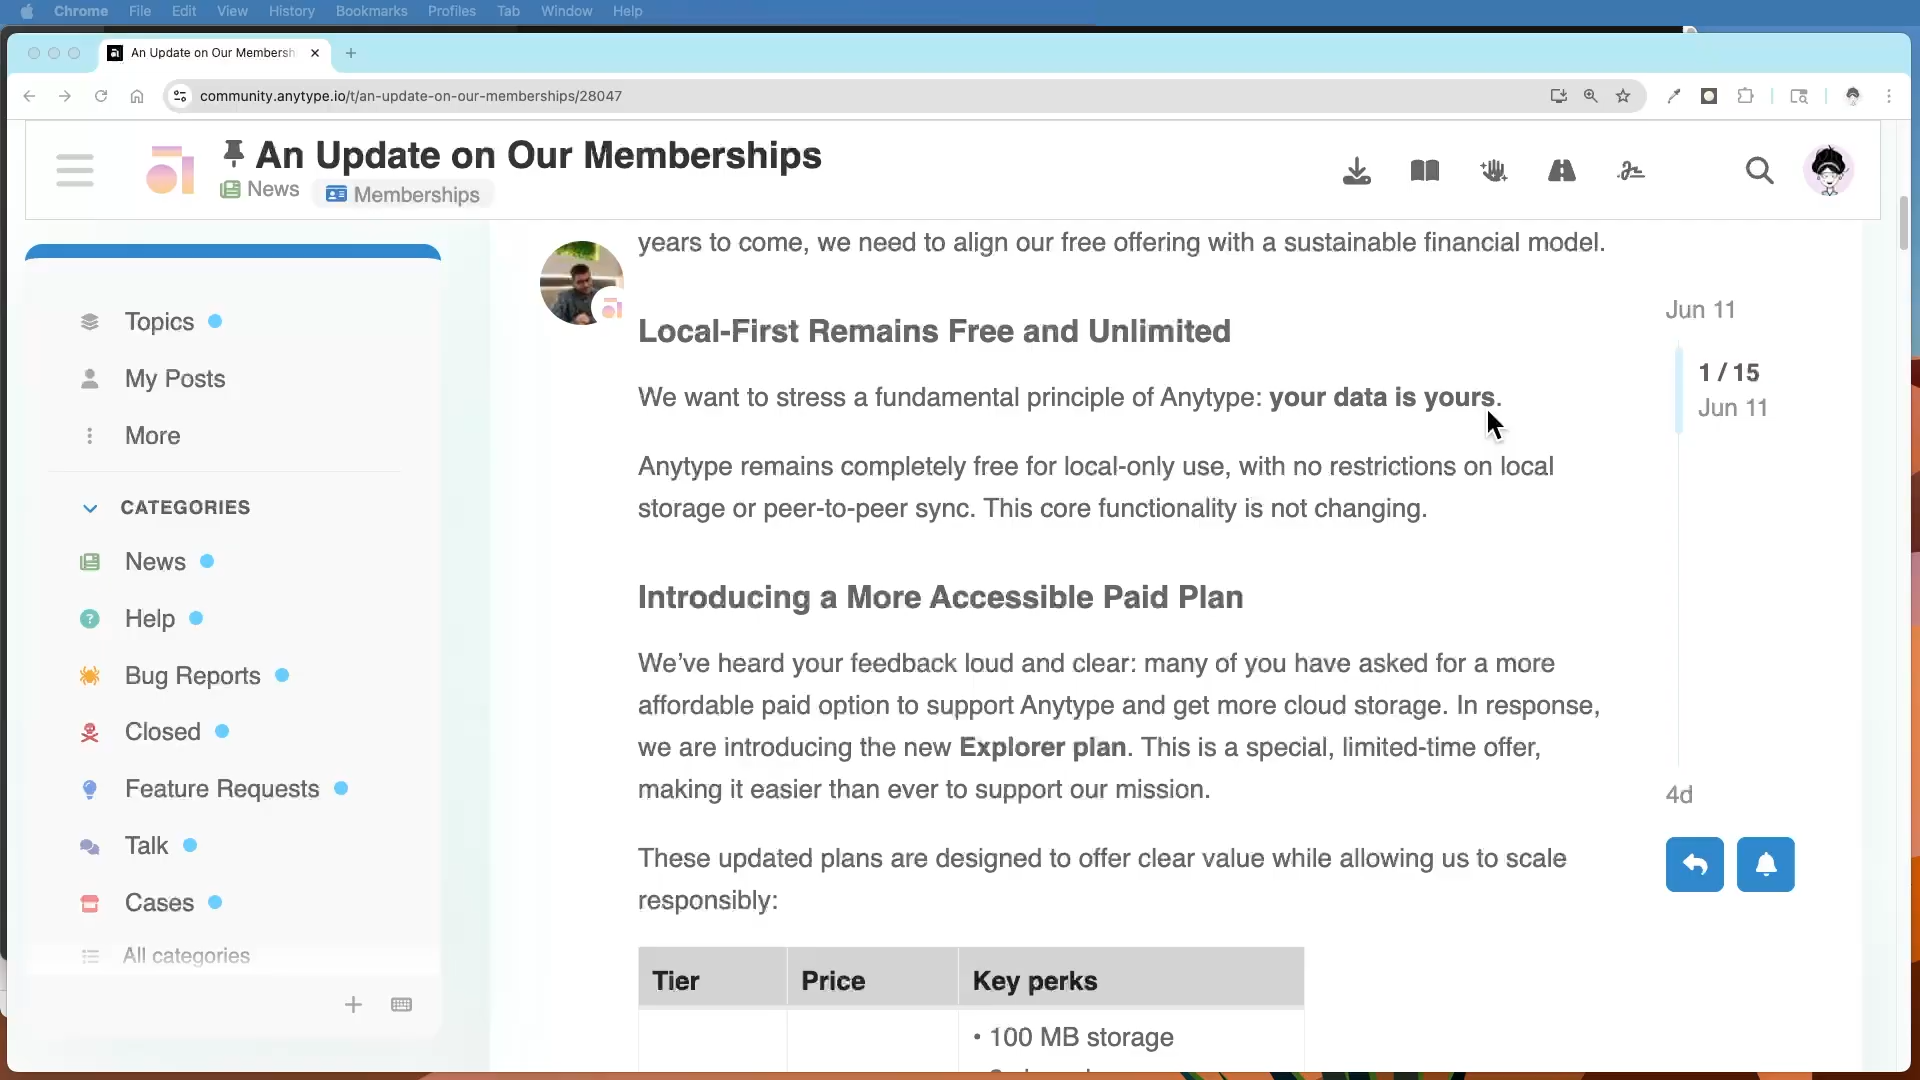 Chrome File Edit View History Bookmarks Profiles Tab Window Help
An Update on Our Membersh
community.anytype.io/t/an-update-on-our-memberships/28047
An Update on Our Memberships
News Memberships
Topics
My Posts
More
CATEGORIES
News
Help
Bug Reports
Closed
Feature Requests
Talk
Cases
All categories
years to come, we need to align our free offering with a sustainable financial model.
Local-First Remains Free and Unlimited
We want to stress a fundamental principle of Anytype: your data is yours.
Anytype remains completely free for local-only use, with no restrictions on local
storage or peer-to-peer sync. This core functionality is not changing.
Introducing a More Accessible Paid Plan
We’ve heard your feedback loud and clear: many of you have asked for a more
affordable paid option to support Anytype and get more cloud storage. In response,
we are introducing the new Explorer plan. This is a special, limited-time offer,
making it easier than ever to support our mission.
These updated plans are designed to offer clear value while allowing us to scale
responsibly:
Tier Price Key perks
• 100 MB storage
Jun 11
1 / 15
Jun 11
4d